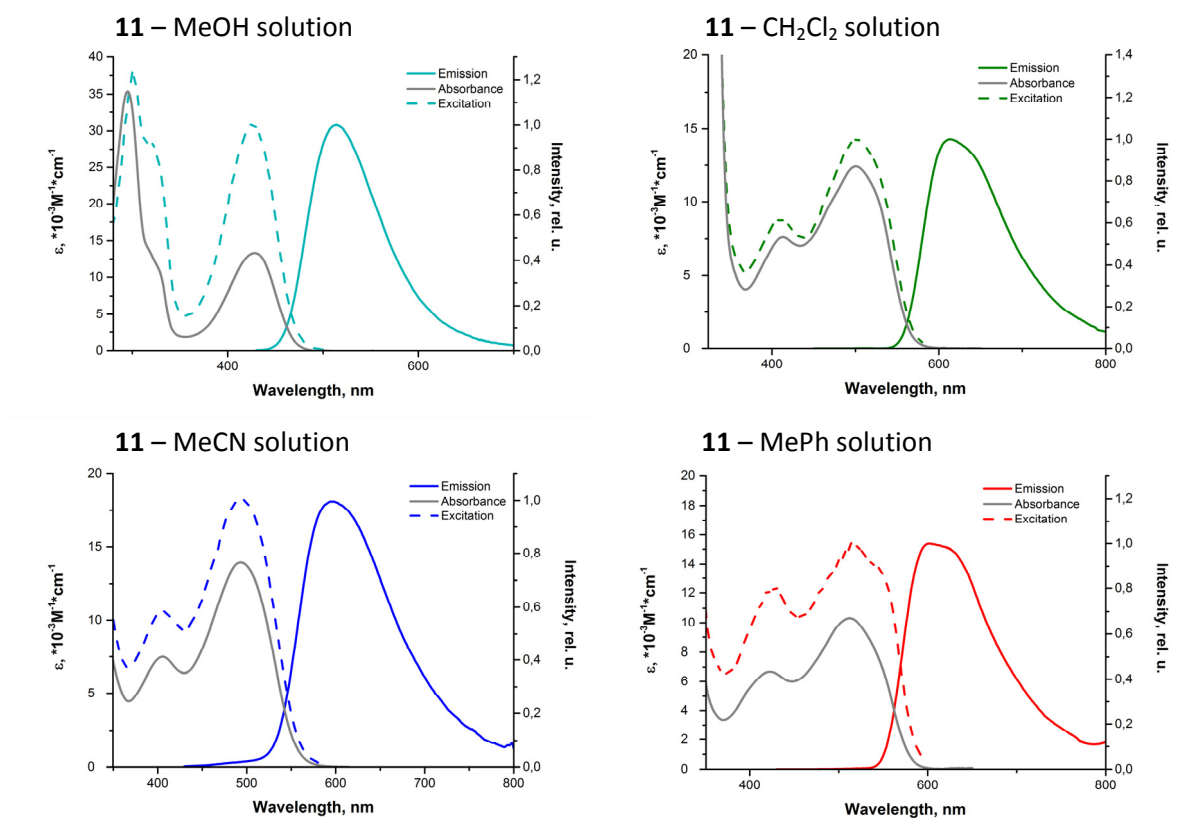 11 – MeOH solution
40
35
30
25
20
15
10
5
0
ε, *10⁻³M⁻¹*cm⁻¹
Emission
Absorbance
Excitation
1,2
1,0
0,8
0,6
0,4
0,2
0,0
Intensity, rel. u.
400
600
Wavelength, nm
11 – CH₂Cl₂ solution
20
15
10
5
0
ε, *10⁻³M⁻¹*cm⁻¹
Emission
Absorbance
Excitation
1,4
1,2
1,0
0,8
0,6
0,4
0,2
0,0
Intensity, rel. u.
400
600
800
Wavelength, nm
11 – MeCN solution
20
15
10
5
0
ε, *10⁻³M⁻¹*cm⁻¹
Emission
Absorbance
Excitation
1,0
0,8
0,6
0,4
0,2
0,0
Intensity, rel. u.
400
500
600
700
800
Wavelength, nm
11 – MePh solution
20
18
16
14
12
10
8
6
4
2
0
ε, *10⁻³M⁻¹*cm⁻¹
Emission
Absorbance
Excitation
1,2
1,0
0,8
0,6
0,4
0,2
0,0
Intensity, rel. u.
400
600
800
Wavelength, nm